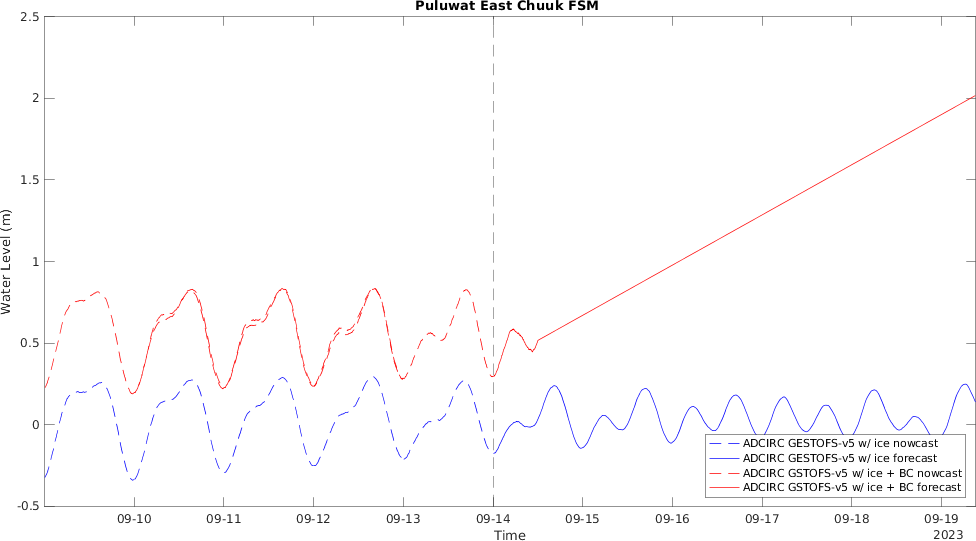 Puluwat East Chuuk FSM
2.5
2
1.5
1
0.5
0
-0.5
Water Level (m)
ADCIRC GESTOFS-v5 w/ ice nowcast
ADCIRC GESTOFS-v5 w/ ice forecast
ADCIRC GSTOFS-v5 w/ ice + BC nowcast
ADCIRC GSTOFS-v5 w/ ice + BC forecast
09-10 09-11 09-12 09-13 09-14 09-15 09-16 09-17 09-18 09-19
Time
2023